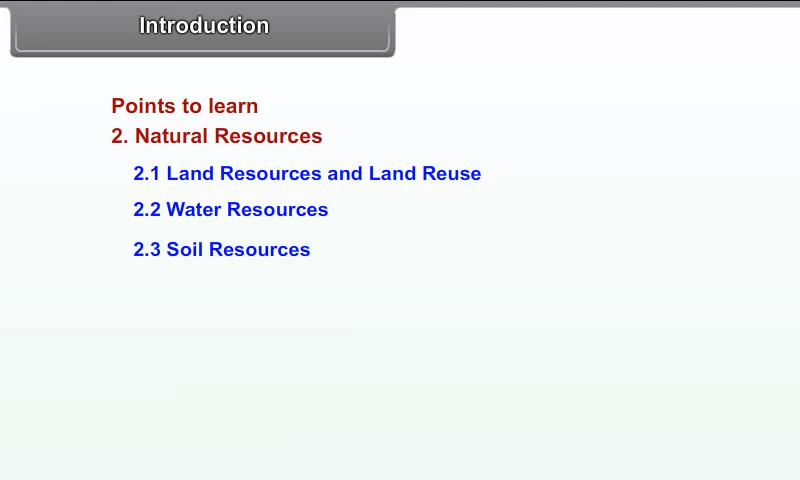 Introduction
Points to learn
2. Natural Resources
2.1 Land Resources and Land Reuse
2.2 Water Resources
2.3 Soil Resources